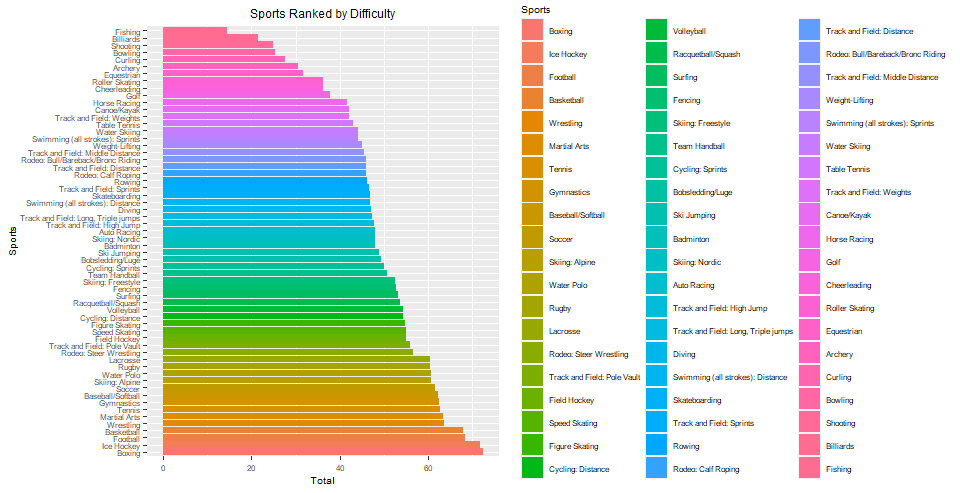 Sports Ranked by Difficulty
Sports
Fishing
Billiards
Shooting
Bowling
Curling
Archery
Equestrian
Roller Skating
Cheerleading
Golf
Horse Racing
Canoe/Kayak
Track and Field: Weights
Table Tennis
Water Skiing
Swimming (all strokes): Sprints
Weight-Lifting
Track and Field: Middle Distance
Rodeo: Bull/Bareback/Bronc Riding
Track and Field: Distance
Rodeo: Calf Roping
Rowing
Track and Field: Sprints
Skateboarding
Swimming (all strokes): Distance
Diving
Track and Field: Long, Triple jumps
Track and Field: High Jump
Auto Racing
Skiing: Nordic
Badminton
Ski Jumping
Bobsledding/Luge
Cycling: Sprints
Team Handball
Skiing: Freestyle
Fencing
Surfing
Racquetball/Squash
Volleyball
Cycling: Distance
Figure Skating
Speed Skating
Field Hockey
Track and Field: Pole Vault
Rodeo: Steer Wrestling
Lacrosse
Rugby
Water Polo
Skiing: Alpine
Soccer
Baseball/Softball
Gymnastics
Tennis
Martial Arts
Wrestling
Basketball
Football
Ice Hockey
Boxing
0 20 40 60
Total
Sports
Boxing
Ice Hockey
Football
Basketball
Wrestling
Martial Arts
Tennis
Gymnastics
Baseball/Softball
Soccer
Skiing: Alpine
Water Polo
Rugby
Lacrosse
Rodeo: Steer Wrestling
Track and Field: Pole Vault
Field Hockey
Speed Skating
Figure Skating
Cycling: Distance
Volleyball
Racquetball/Squash
Surfing
Fencing
Skiing: Freestyle
Team Handball
Cycling: Sprints
Bobsledding/Luge
Ski Jumping
Badminton
Skiing: Nordic
Auto Racing
Track and Field: High Jump
Track and Field: Long, Triple jumps
Diving
Swimming (all strokes): Distance
Skateboarding
Track and Field: Sprints
Rowing
Rodeo: Calf Roping
Track and Field: Distance
Rodeo: Bull/Bareback/Bronc Riding
Track and Field: Middle Distance
Weight-Lifting
Swimming (all strokes): Sprints
Water Skiing
Table Tennis
Track and Field: Weights
Canoe/Kayak
Horse Racing
Golf
Cheerleading
Roller Skating
Equestrian
Archery
Curling
Bowling
Shooting
Billiards
Fishing